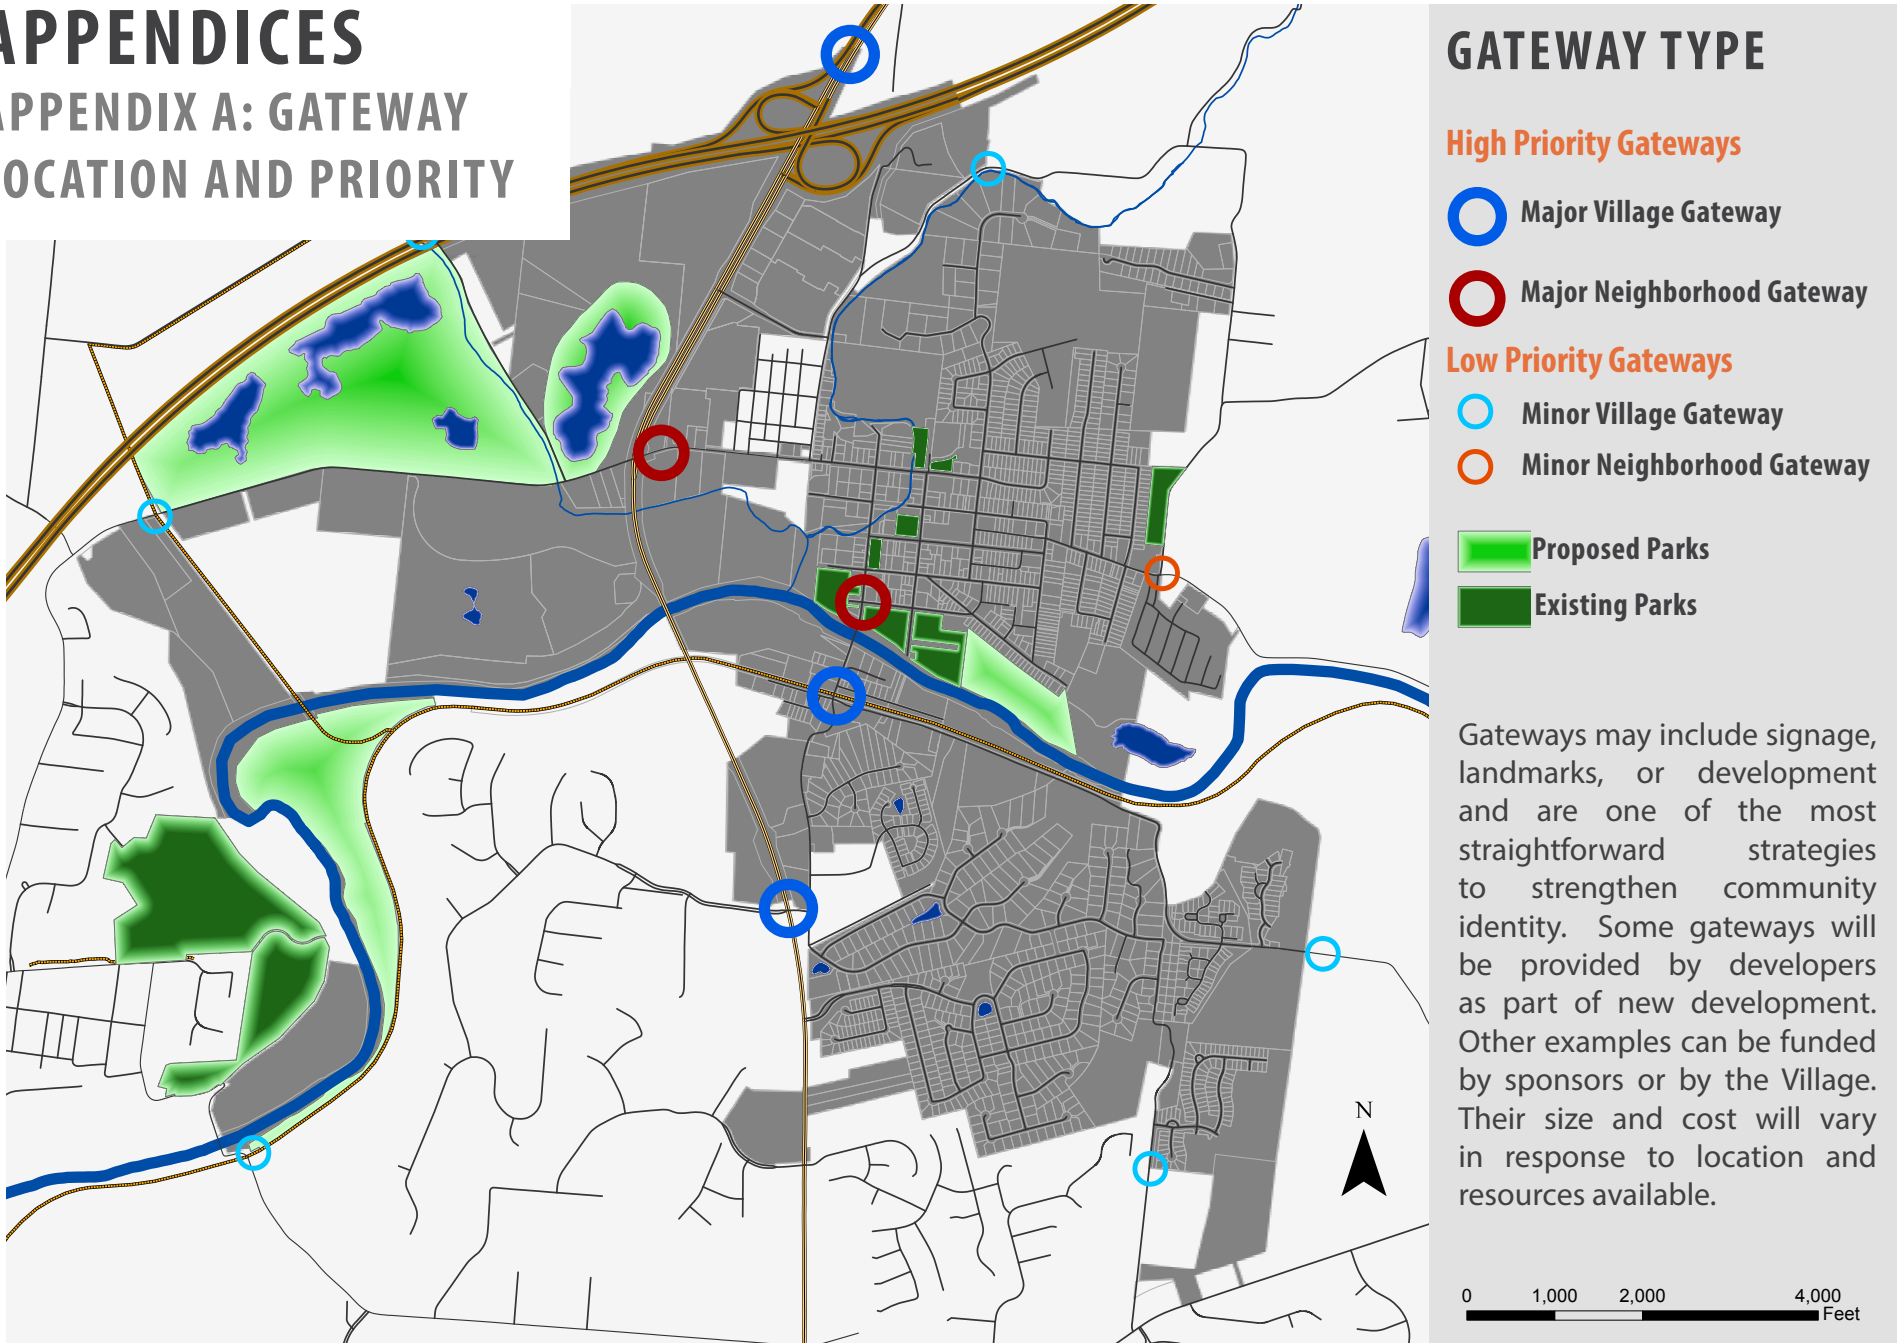 APPENDICES
APPENDIX A: GATEWAY
LOCATION AND PRIORITY
GATEWAY TYPE
High Priority Gateways
Major Village Gateway
Major Neighborhood Gateway
Low Priority Gateways
Minor Village Gateway
Minor Neighborhood Gateway
Proposed Parks
Existing Parks
Gateways may include signage,
landmarks, or development
and are one of the most
straightforward strategies
to strengthen community
identity. Some gateways will
be provided by developers
as part of new development.
Other examples can be funded
by sponsors or by the Village.
Their size and cost will vary
in response to location and
resources available.
N
0 1,000 2,000 4,000
Feet